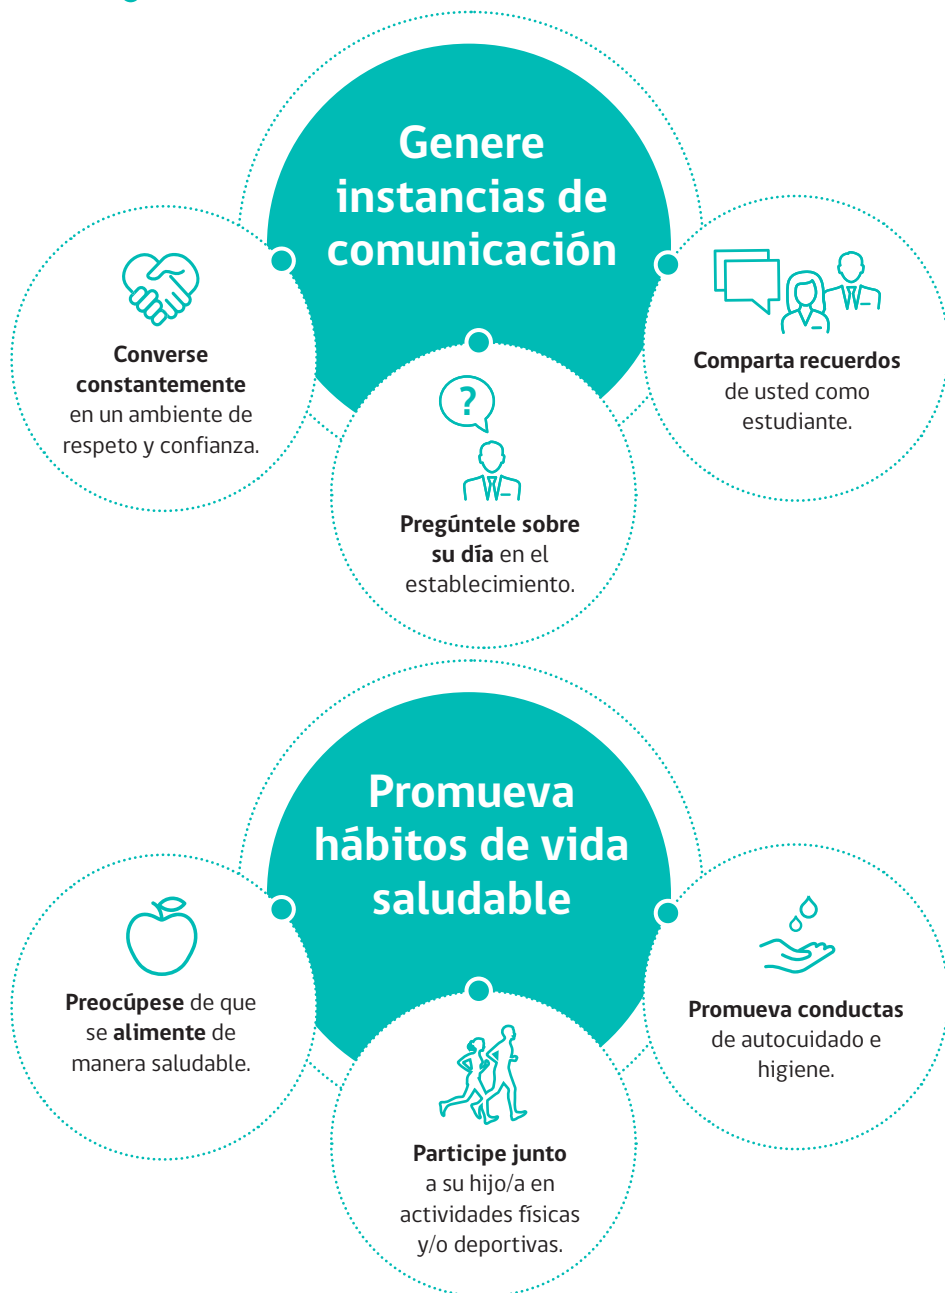 Genere
instancias de
comunicación
Converse
constantemente
en un ambiente de
respeto y confianza.
?
Pregúntele sobre
su día en el
establecimiento.
Comparta recuerdos
de usted como
estudiante.
Promueva
hábitos de vida
saludable
Preocúpese de que
se alimente de
manera saludable.
Participe junto
a su hijo/a en
actividades físicas
y/o deportivas.
Promueva conductas
de autocuidado e
higiene.